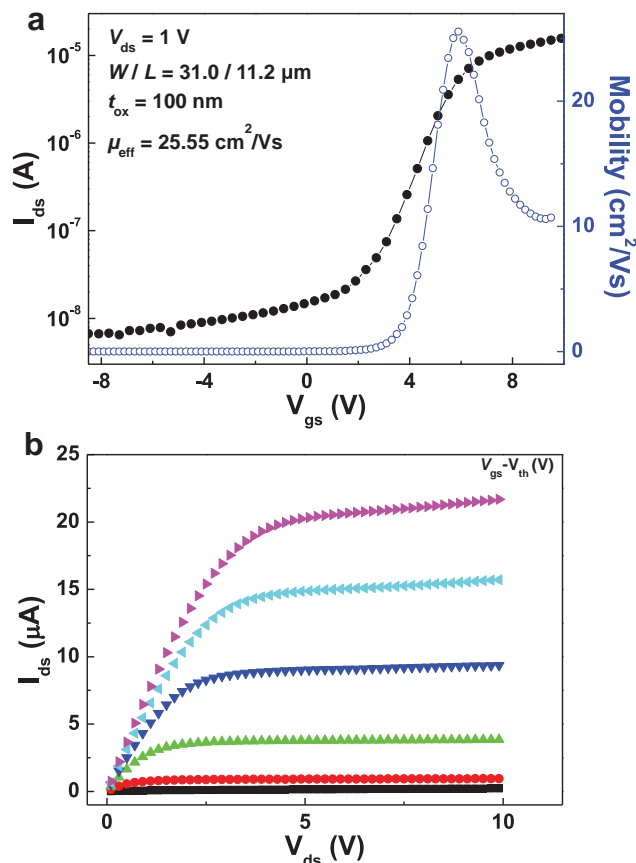 a
V_ds = 1 V
W / L = 31.0 / 11.2 μm
t_ox = 100 nm
μ_eff = 25.55 cm²/Vs
10⁻⁵
10⁻⁶
10⁻⁷
10⁻⁸
I_ds (A)
20
10
0
Mobility (cm²/Vs)
-8 -4 0 4 8
V_gs (V)
b
V_gs-V_th (V)
25
20
15
10
5
0
I_ds (μA)
0 5 10
V_ds (V)